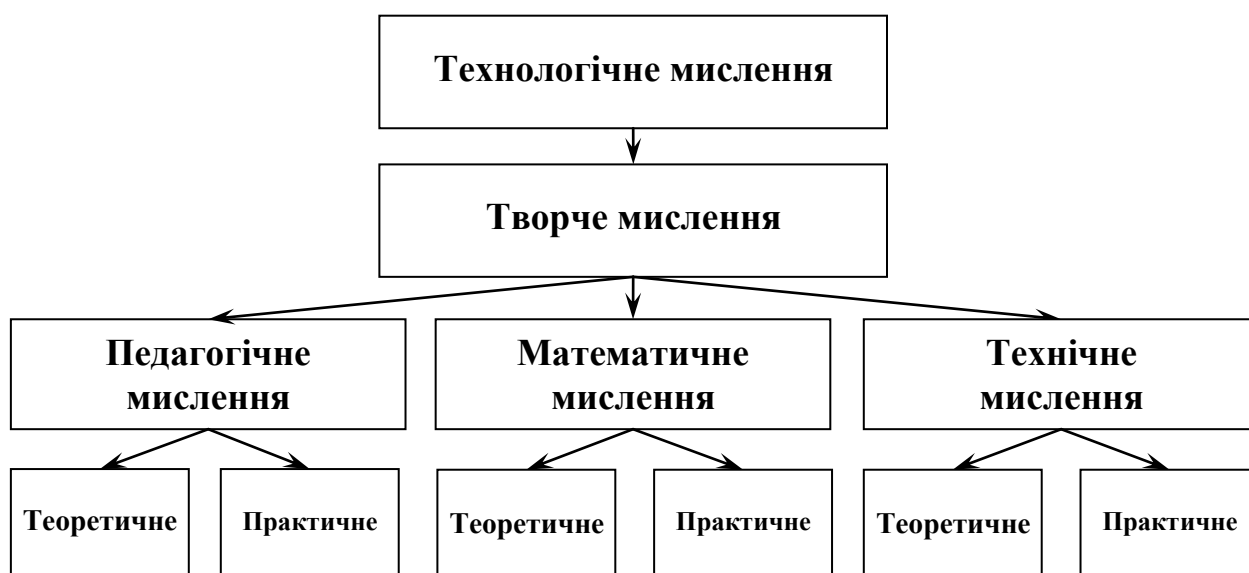 Технологічне мислення
Творче мислення
Педагогічне
мислення
Математичне
мислення
Технічне
мислення
Теоретичне
Практичне
Теоретичне
Практичне
Теоретичне
Практичне